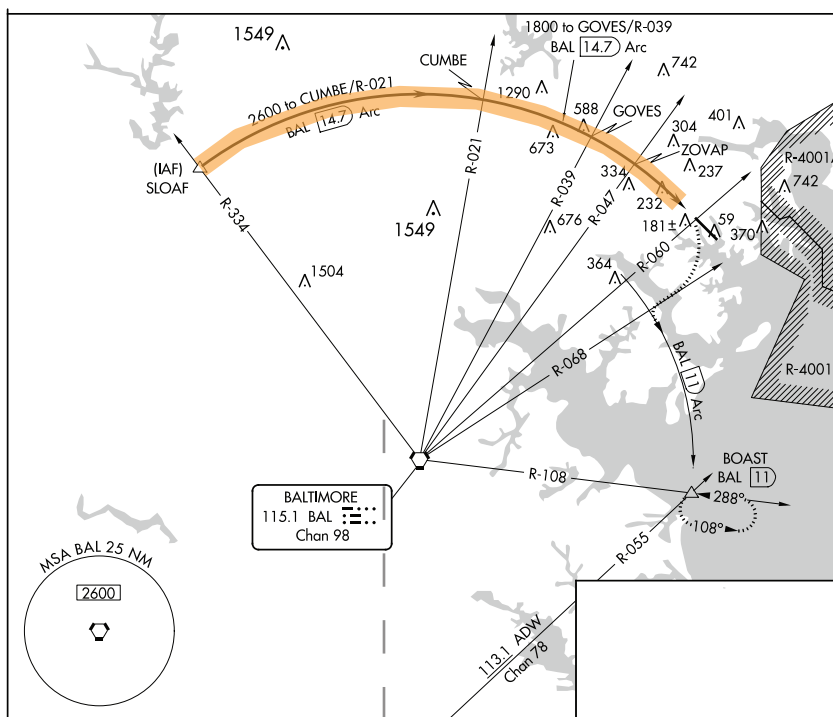 1549
1800 to GOVES/R-039
BAL 14.7 Arc
CUMBE
742
2600 to CUMBE/R-021
BAL 14.7 Arc
1290
588
GOVES
401
673
304
ZOVAP
R-4001A
(IAF)
SLOAF
R-021
R-039
334
237
R-047
742
R-334
232
1549
676
181±
59
370
R-060
1504
364
R-068
BAL 11 Arc
R-4001
BOAST
BAL 11
R-108
288°
BALTIMORE
115.1 BAL
Chan 98
108°
R-055
MSA BAL 25 NM
2600
113.1 ADW
Chan 78